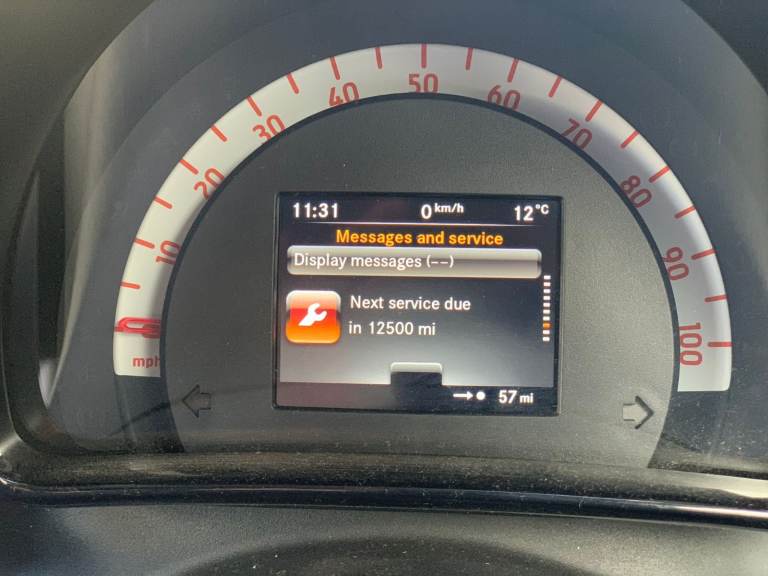 10
20
30
40
50
60
70
80
90
100
mph
11:31 0 km/h 12°C
Messages and service
Display messages (--)
Next service due
in 12500 mi
57 mi